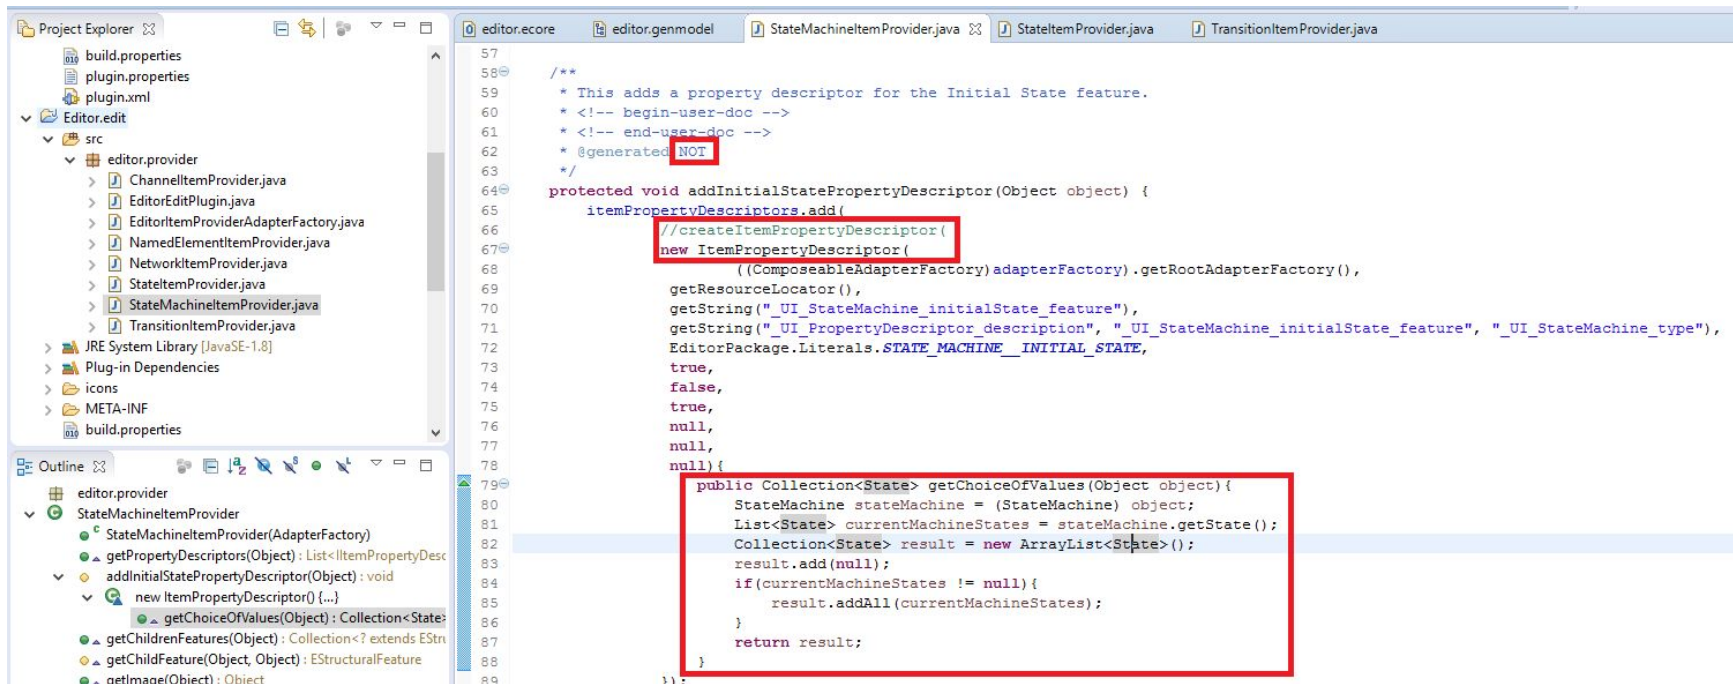 Project Explorer
build.properties
plugin.properties
plugin.xml
Editor.edit
src
editor.provider
ChannelItemProvider.java
EditorEditPlugin.java
EditorItemProviderAdapterFactory.java
NamedElementItemProvider.java
NetworkItemProvider.java
StateItemProvider.java
StateMachineItemProvider.java
TransitionItemProvider.java
JRE System Library [JavaSE-1.8]
Plug-in Dependencies
icons
META-INF
build.properties
Outline
editor.provider
StateMachineItemProvider
StateMachineItemProvider(AdapterFactory)
getPropertyDescriptors(Object) : List<IItemPropertyDesc
addInitialStatePropertyDescriptor(Object) : void
new ItemPropertyDescriptor() {...}
getChoiceOfValues(Object) : Collection<State>
getChildrenFeatures(Object) : Collection<? extends EStru
getChildFeature(Object, Object) : EStructuralFeature
getImage(Object) : Object
editor.ecore editor.genmodel StateMachineItemProvider.java StateItemProvider.java TransitionItemProvider.java
57
58 /**
59 * This adds a property descriptor for the Initial State feature.
60 * <!-- begin-user-doc -->
61 * <!-- end-user-doc -->
62 * @generated NOT
63 */
64 protected void addInitialStatePropertyDescriptor(Object object) {
65 itemPropertyDescriptors.add(
66 //createItemPropertyDescriptor(
67 new ItemPropertyDescriptor(
68 ((ComposeableAdapterFactory)adapterFactory).getRootAdapterFactory(),
69 getResourceLocator(),
70 getString("_UI_StateMachine_initialState_feature"),
71 getString("_UI_PropertyDescriptor_description", "_UI_StateMachine_initialState_feature", "_UI_StateMachine_type"),
72 EditorPackage.Literals.STATE_MACHINE__INITIAL_STATE,
73 true,
74 false,
75 true,
76 null,
77 null,
78 null){
79 public Collection<State> getChoiceOfValues(Object object){
80 StateMachine stateMachine = (StateMachine) object;
81 List<State> currentMachineStates = stateMachine.getState();
82 Collection<State> result = new ArrayList<State>();
83 result.add(null);
84 if(currentMachineStates != null){
85 result.addAll(currentMachineStates);
86 }
87 return result;
88 }
89 });